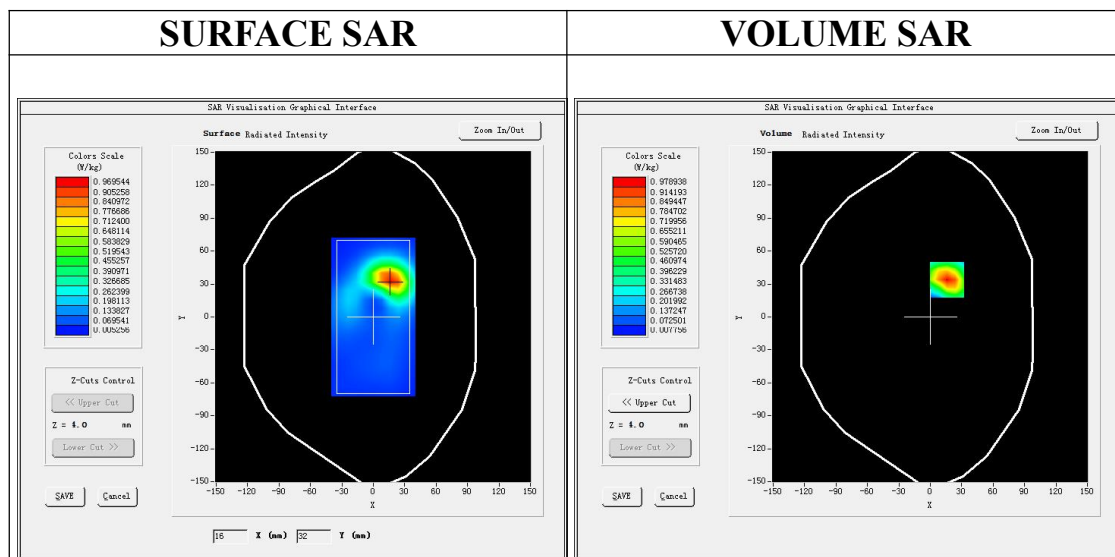 SURFACE SAR
VOLUME SAR
SAR Visualisation Graphical Interface
Surface Radiated Intensity
Zoom In/Out
Colors Scale
(W/kg)
0.969544
0.905258
0.840972
0.776686
0.712400
0.648114
0.583829
0.519543
0.455257
0.390971
0.326685
0.262399
0.198113
0.133827
0.069541
0.005256
Z-Cuts Control
<< Upper Cut
Z = 4.0 mm
Lower Cut >>
SAVE
Cancel
150
120
90
60
30
0
-30
-60
-90
-120
-150
Y
-150 -120 -90 -60 -30 0 30 60 90 120 150
X
16 X (mm) 32 Y (mm)
SAR Visualisation Graphical Interface
Volume Radiated Intensity
Zoom In/Out
Colors Scale
(W/kg)
0.978938
0.914193
0.849447
0.784702
0.719956
0.655211
0.590465
0.525720
0.460974
0.396229
0.331483
0.266738
0.201992
0.137247
0.072501
0.007756
Z-Cuts Control
<< Upper Cut
Z = 4.0 mm
Lower Cut >>
SAVE
Cancel
150
120
90
60
30
0
-30
-60
-90
-120
-150
Y
-150 -120 -90 -60 -30 0 30 60 90 120 150
X